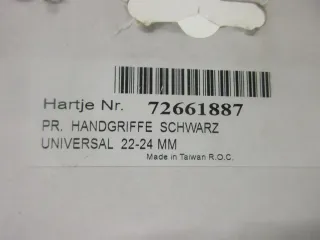 Hartje Nr. 72661887
PR. HANDGRIFFE SCHWARZ
UNIVERSAL 22-24 MM
Made in Taiwan R.O.C.